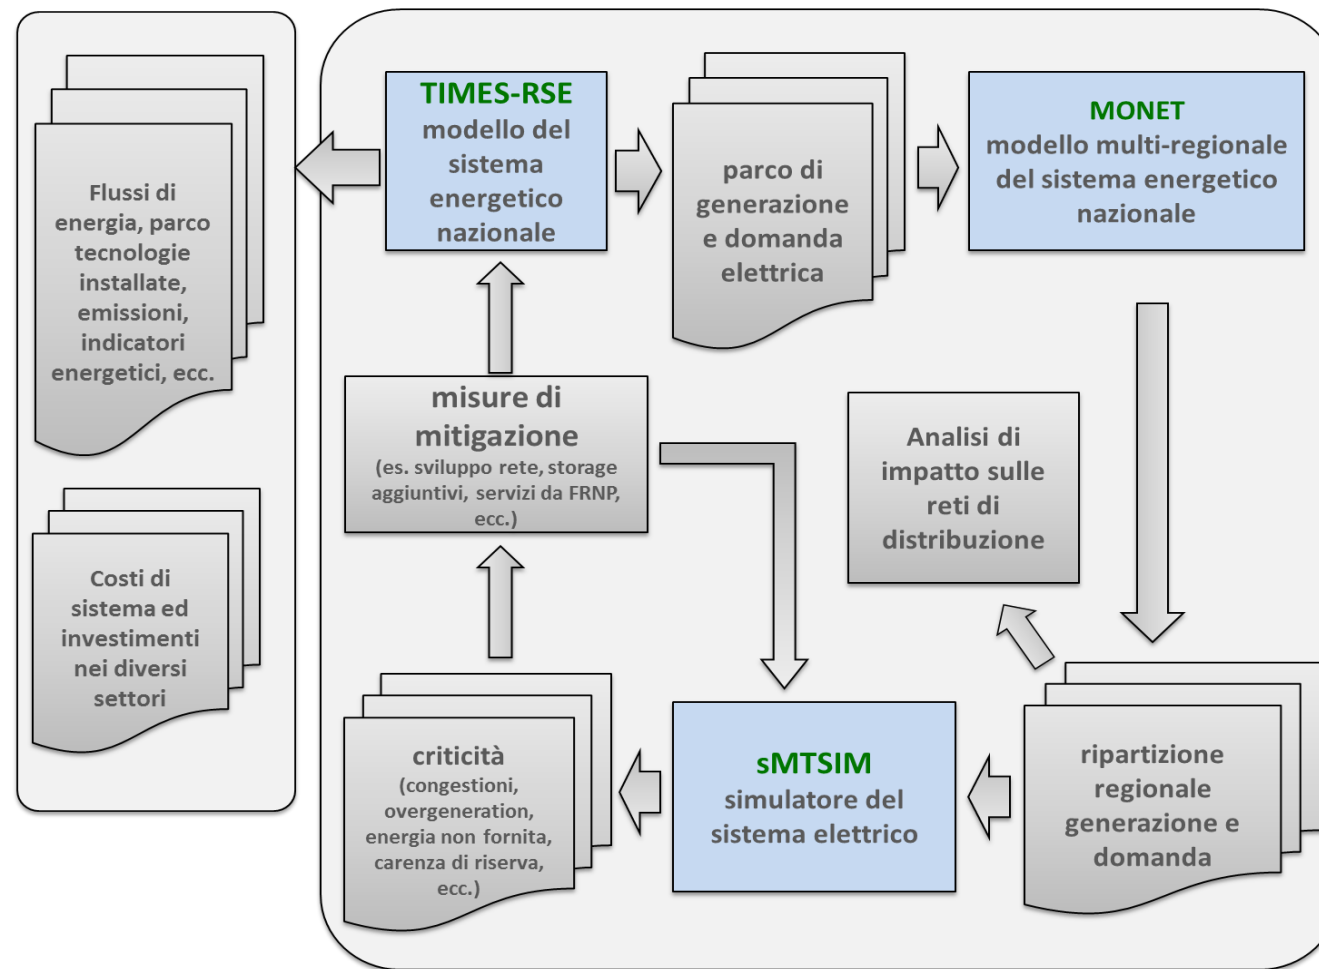 Flussi di
energia, parco
tecnologie
installate,
emissioni,
indicatori
energetici, ecc.
Costi di
sistema ed
investimenti
nei diversi
settori
TIMES-RSE
modello del
sistema
energetico
nazionale
parco di
generazione
e domanda
elettrica
MONET
modello multi-regionale
del sistema energetico
nazionale
misure di
mitigazione
(es. sviluppo rete, storage
aggiuntivi, servizi da FRNP,
ecc.)
Analisi di
impatto sulle
reti di
distribuzione
criticità
(congestioni,
overgeneration,
energia non fornita,
carenza di riserva,
ecc.)
sMTSIM
simulatore del
sistema elettrico
ripartizione
regionale
generazione e
domanda